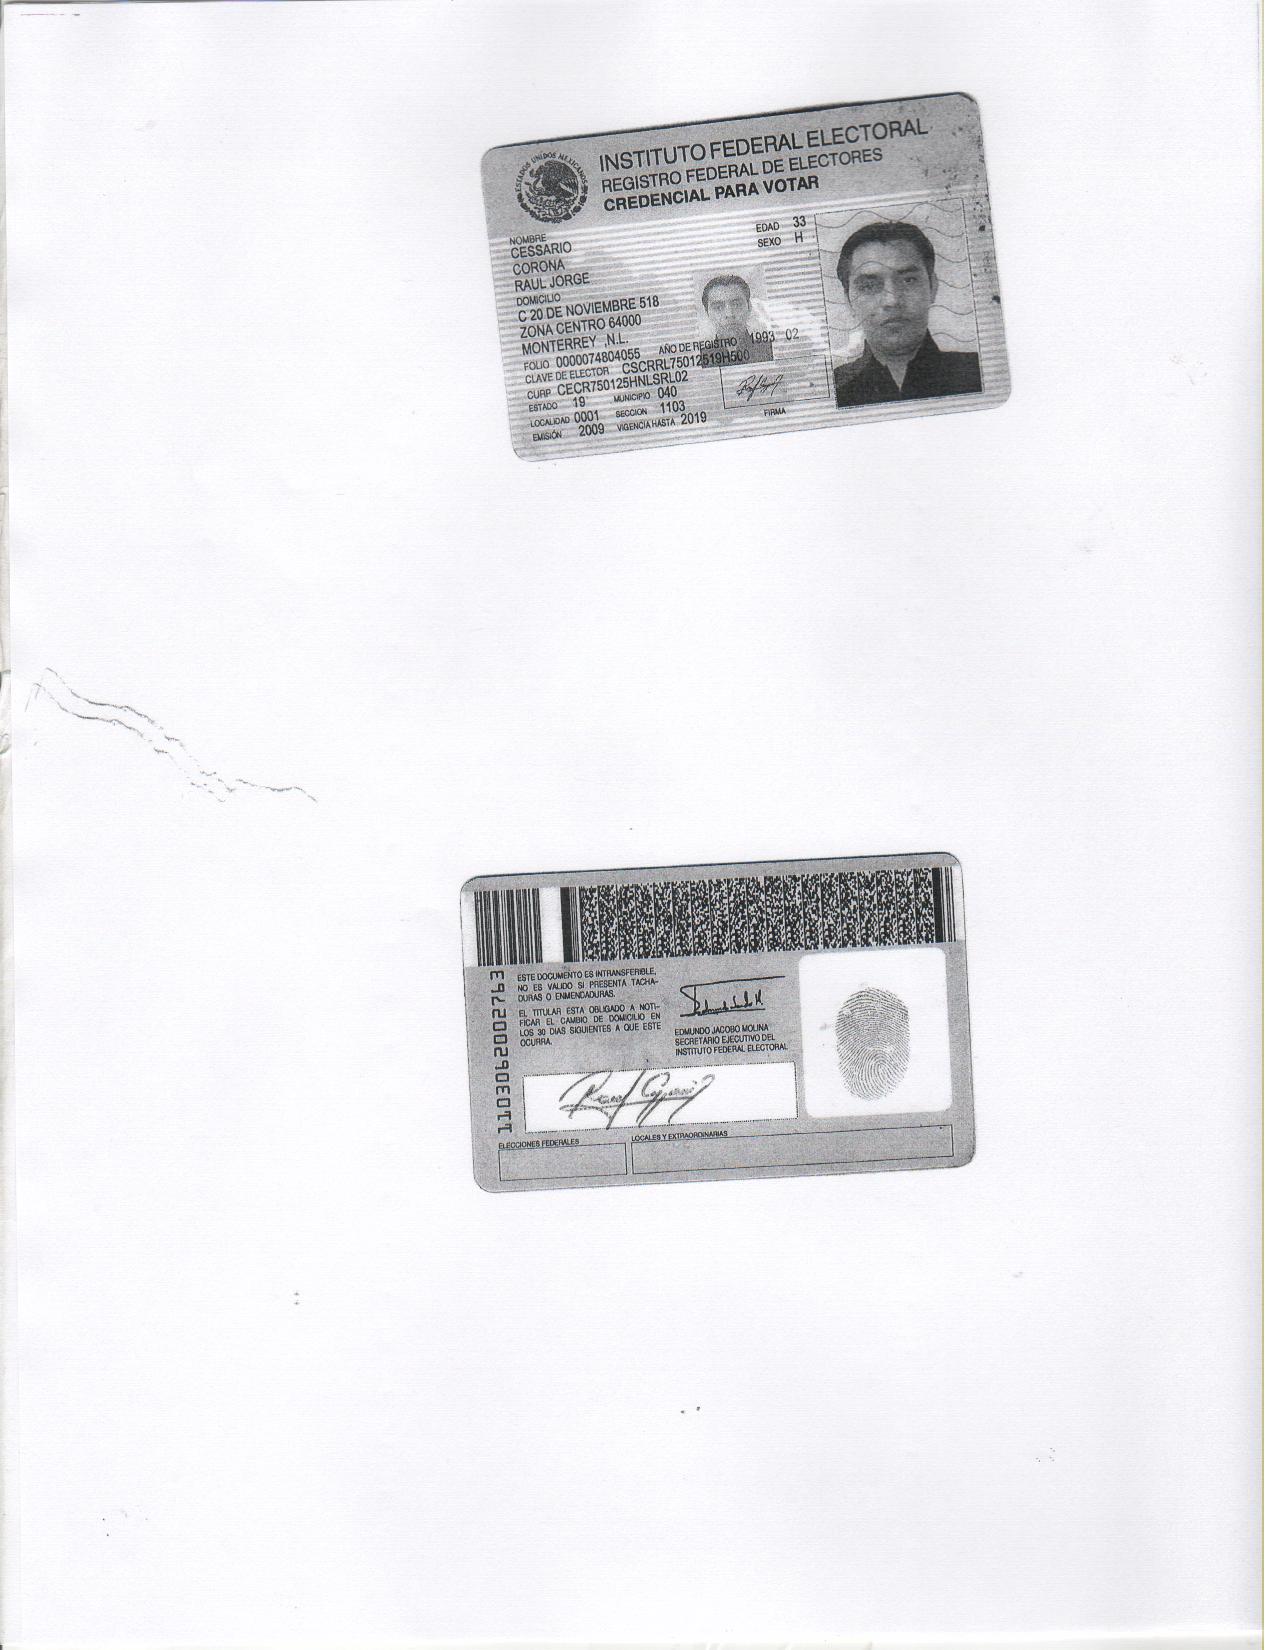 ESTADOS UNIDOS MEXICANOS
INSTITUTO FEDERAL ELECTORAL
REGISTRO FEDERAL DE ELECTORES
CREDENCIAL PARA VOTAR
NOMBRE
CESSARIO
CORONA
RAUL JORGE
EDAD 33
SEXO H
DOMICILIO
C 20 DE NOVIEMBRE 518
ZONA CENTRO 64000
MONTERREY ,N.L.
FOLIO 0000074804055 AÑO DE REGISTRO 1993 02
CLAVE DE ELECTOR CSCRRL75012519H500
CURP CECR750125HNLSRL02
ESTADO 19 MUNICIPIO 040
LOCALIDAD 0001 SECCION 1103
EMISIÓN 2009 VIGENCIA HASTA 2019
FIRMA
1103062002763
ESTE DOCUMENTO ES INTRANSFERIBLE,
NO ES VALIDO SI PRESENTA TACHA-
DURAS O ENMENDADURAS.
EL TITULAR ESTA OBLIGADO A NOTI-
FICAR EL CAMBIO DE DOMICILIO EN
LOS 30 DIAS SIGUIENTES A QUE ESTE
OCURRA.
EDMUNDO JACOBO MOLINA
SECRETARIO EJECUTIVO DEL
INSTITUTO FEDERAL ELECTORAL
ELECCIONES FEDERALES
LOCALES Y EXTRAORDINARIAS